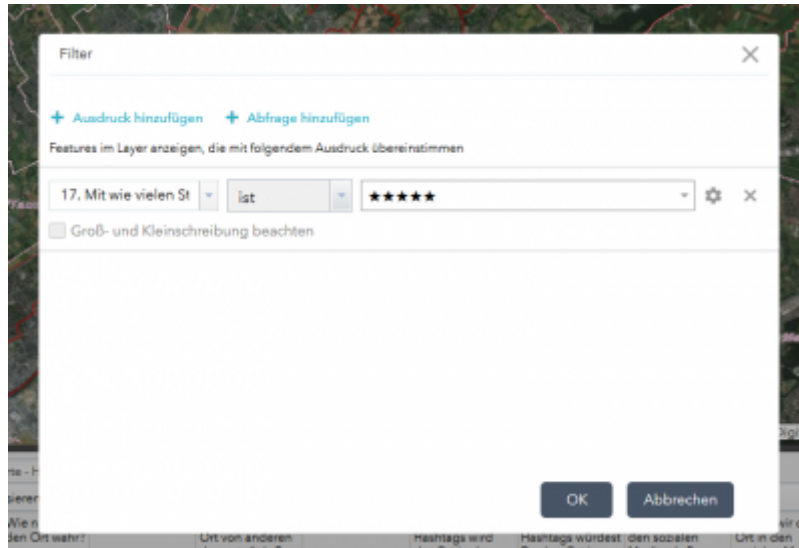 Filter
+ Ausdruck hinzufügen + Abfrage hinzufügen
Features im Layer anzeigen, die mit folgendem Ausdruck übereinstimmen
17. Mit wie vielen St ist ★★★★★
Groß- und Kleinschreibung beachten
OK Abbrechen
den Ort wahr? Ort von anderen Hashtags wird Hashtags würdest den sozialen Ort in den